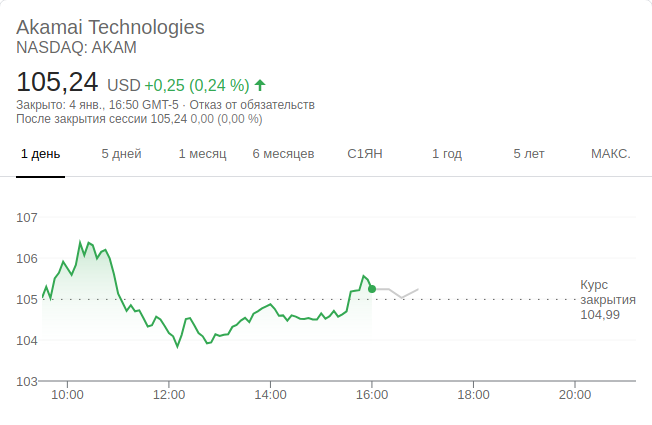 Akamai Technologies
NASDAQ: AKAM
105,24 USD +0,25 (0,24 %)
Закрыто: 4 янв., 16:50 GMT-5 · Отказ от обязательств
После закрытия сессии 105,24 0,00 (0,00 %)
1 день 5 дней 1 месяц 6 месяцев С1ЯН 1 год 5 лет МАКС.
107
106
105
104
103
Курс
закрытия
104,99
10:00 12:00 14:00 16:00 18:00 20:00